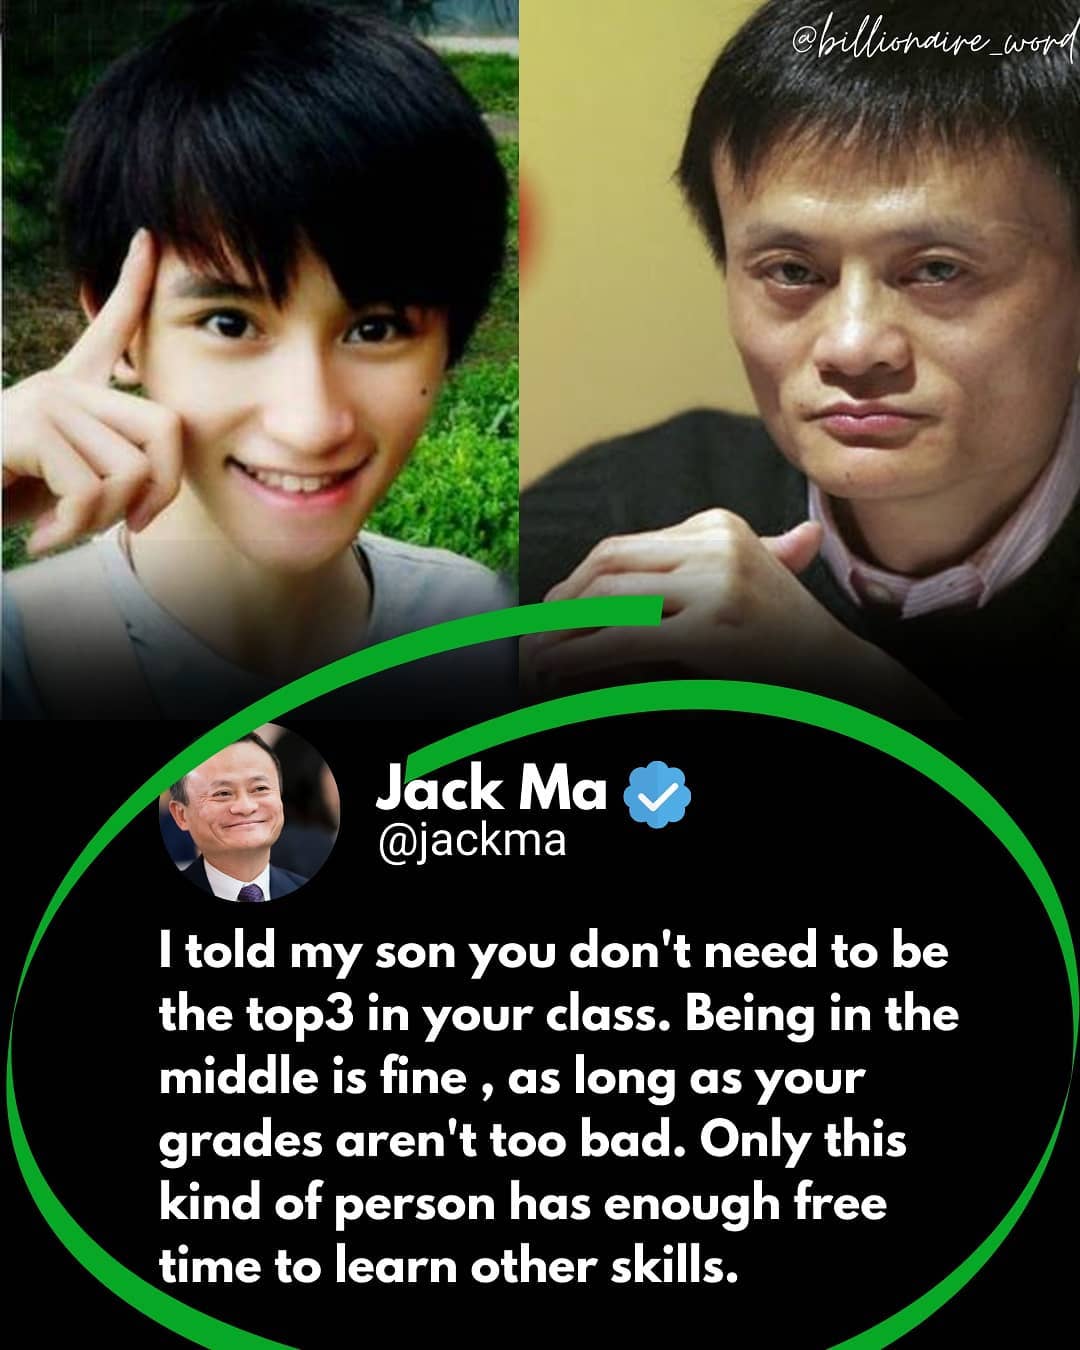 @billionaire_word
Jack Ma
@jackma
I told my son you don't need to be
the top3 in your class. Being in the
middle is fine , as long as your
grades aren't too bad. Only this
kind of person has enough free
time to learn other skills.